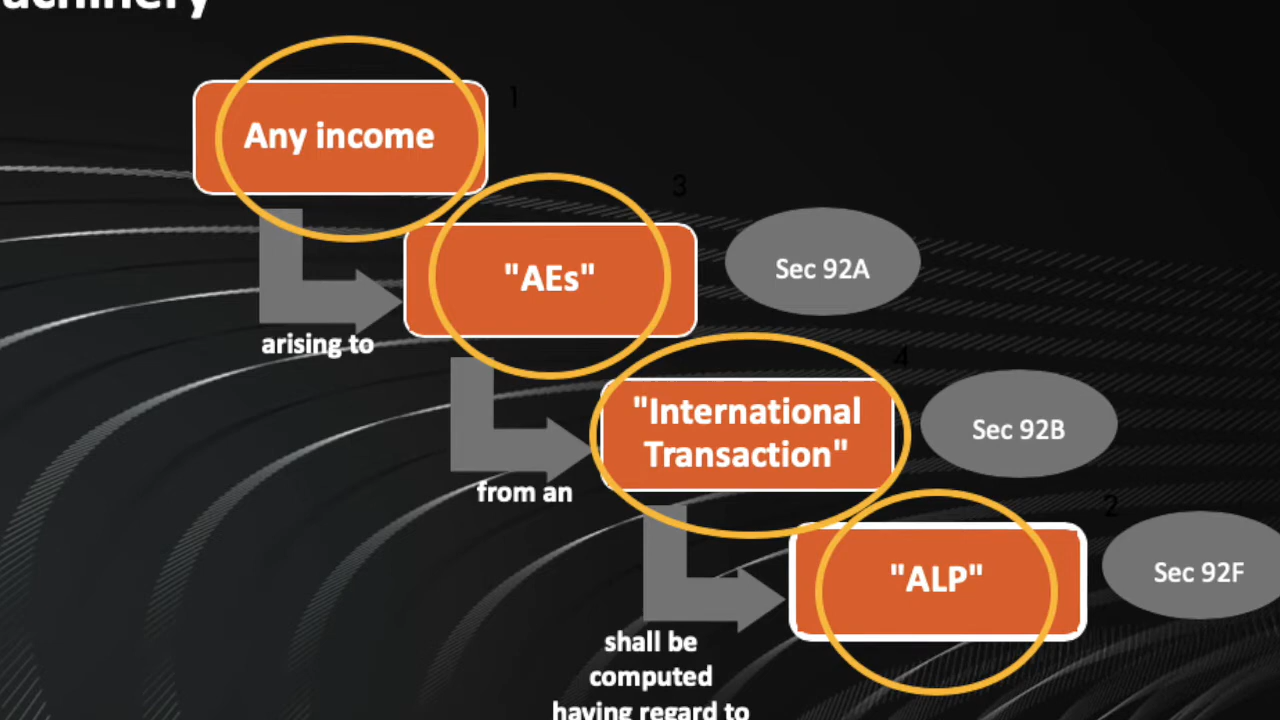 Any income
1
3
"AEs"
Sec 92A
arising to
4
"International
Transaction"
Sec 92B
from an
2
"ALP"
Sec 92F
shall be
computed
having regard to